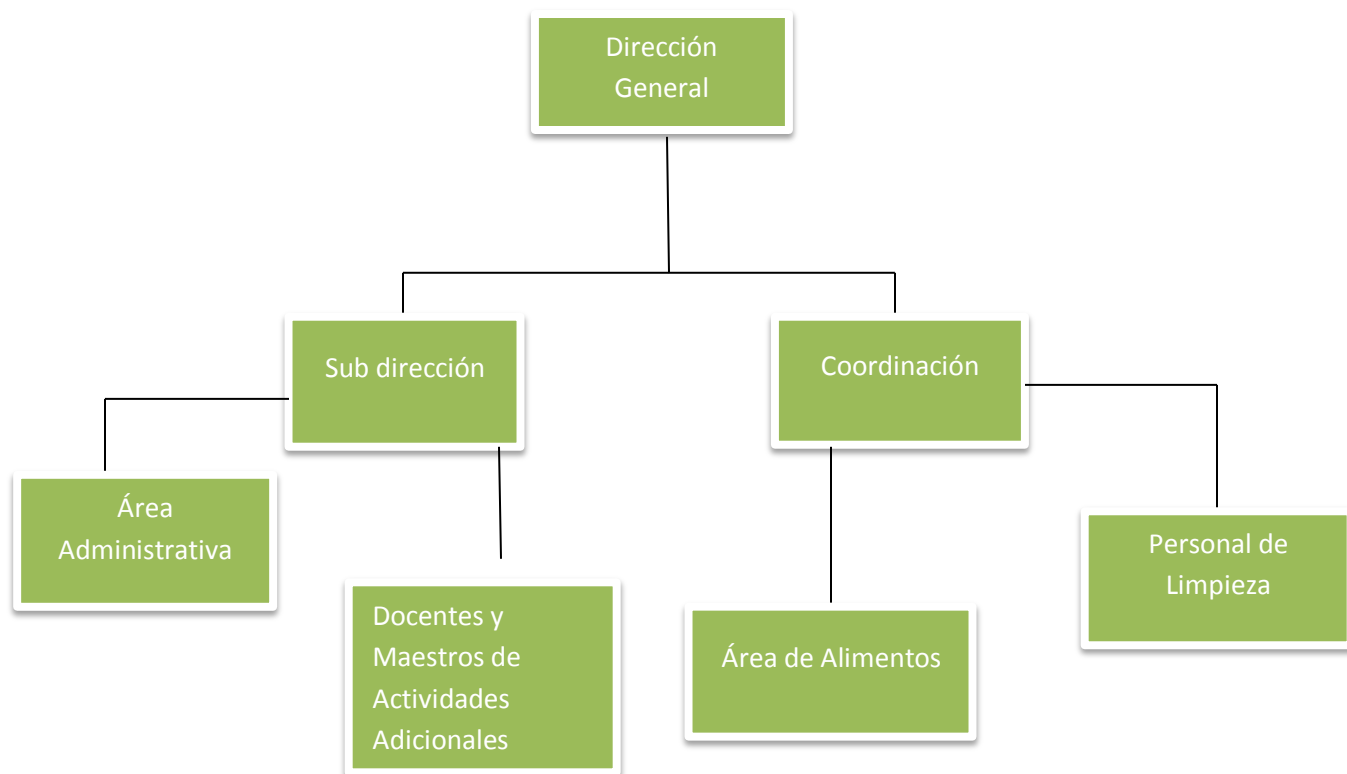 Dirección
General
Sub dirección
Coordinación
Área
Administrativa
Docentes y
Maestros de
Actividades
Adicionales
Área de Alimentos
Personal de
Limpieza